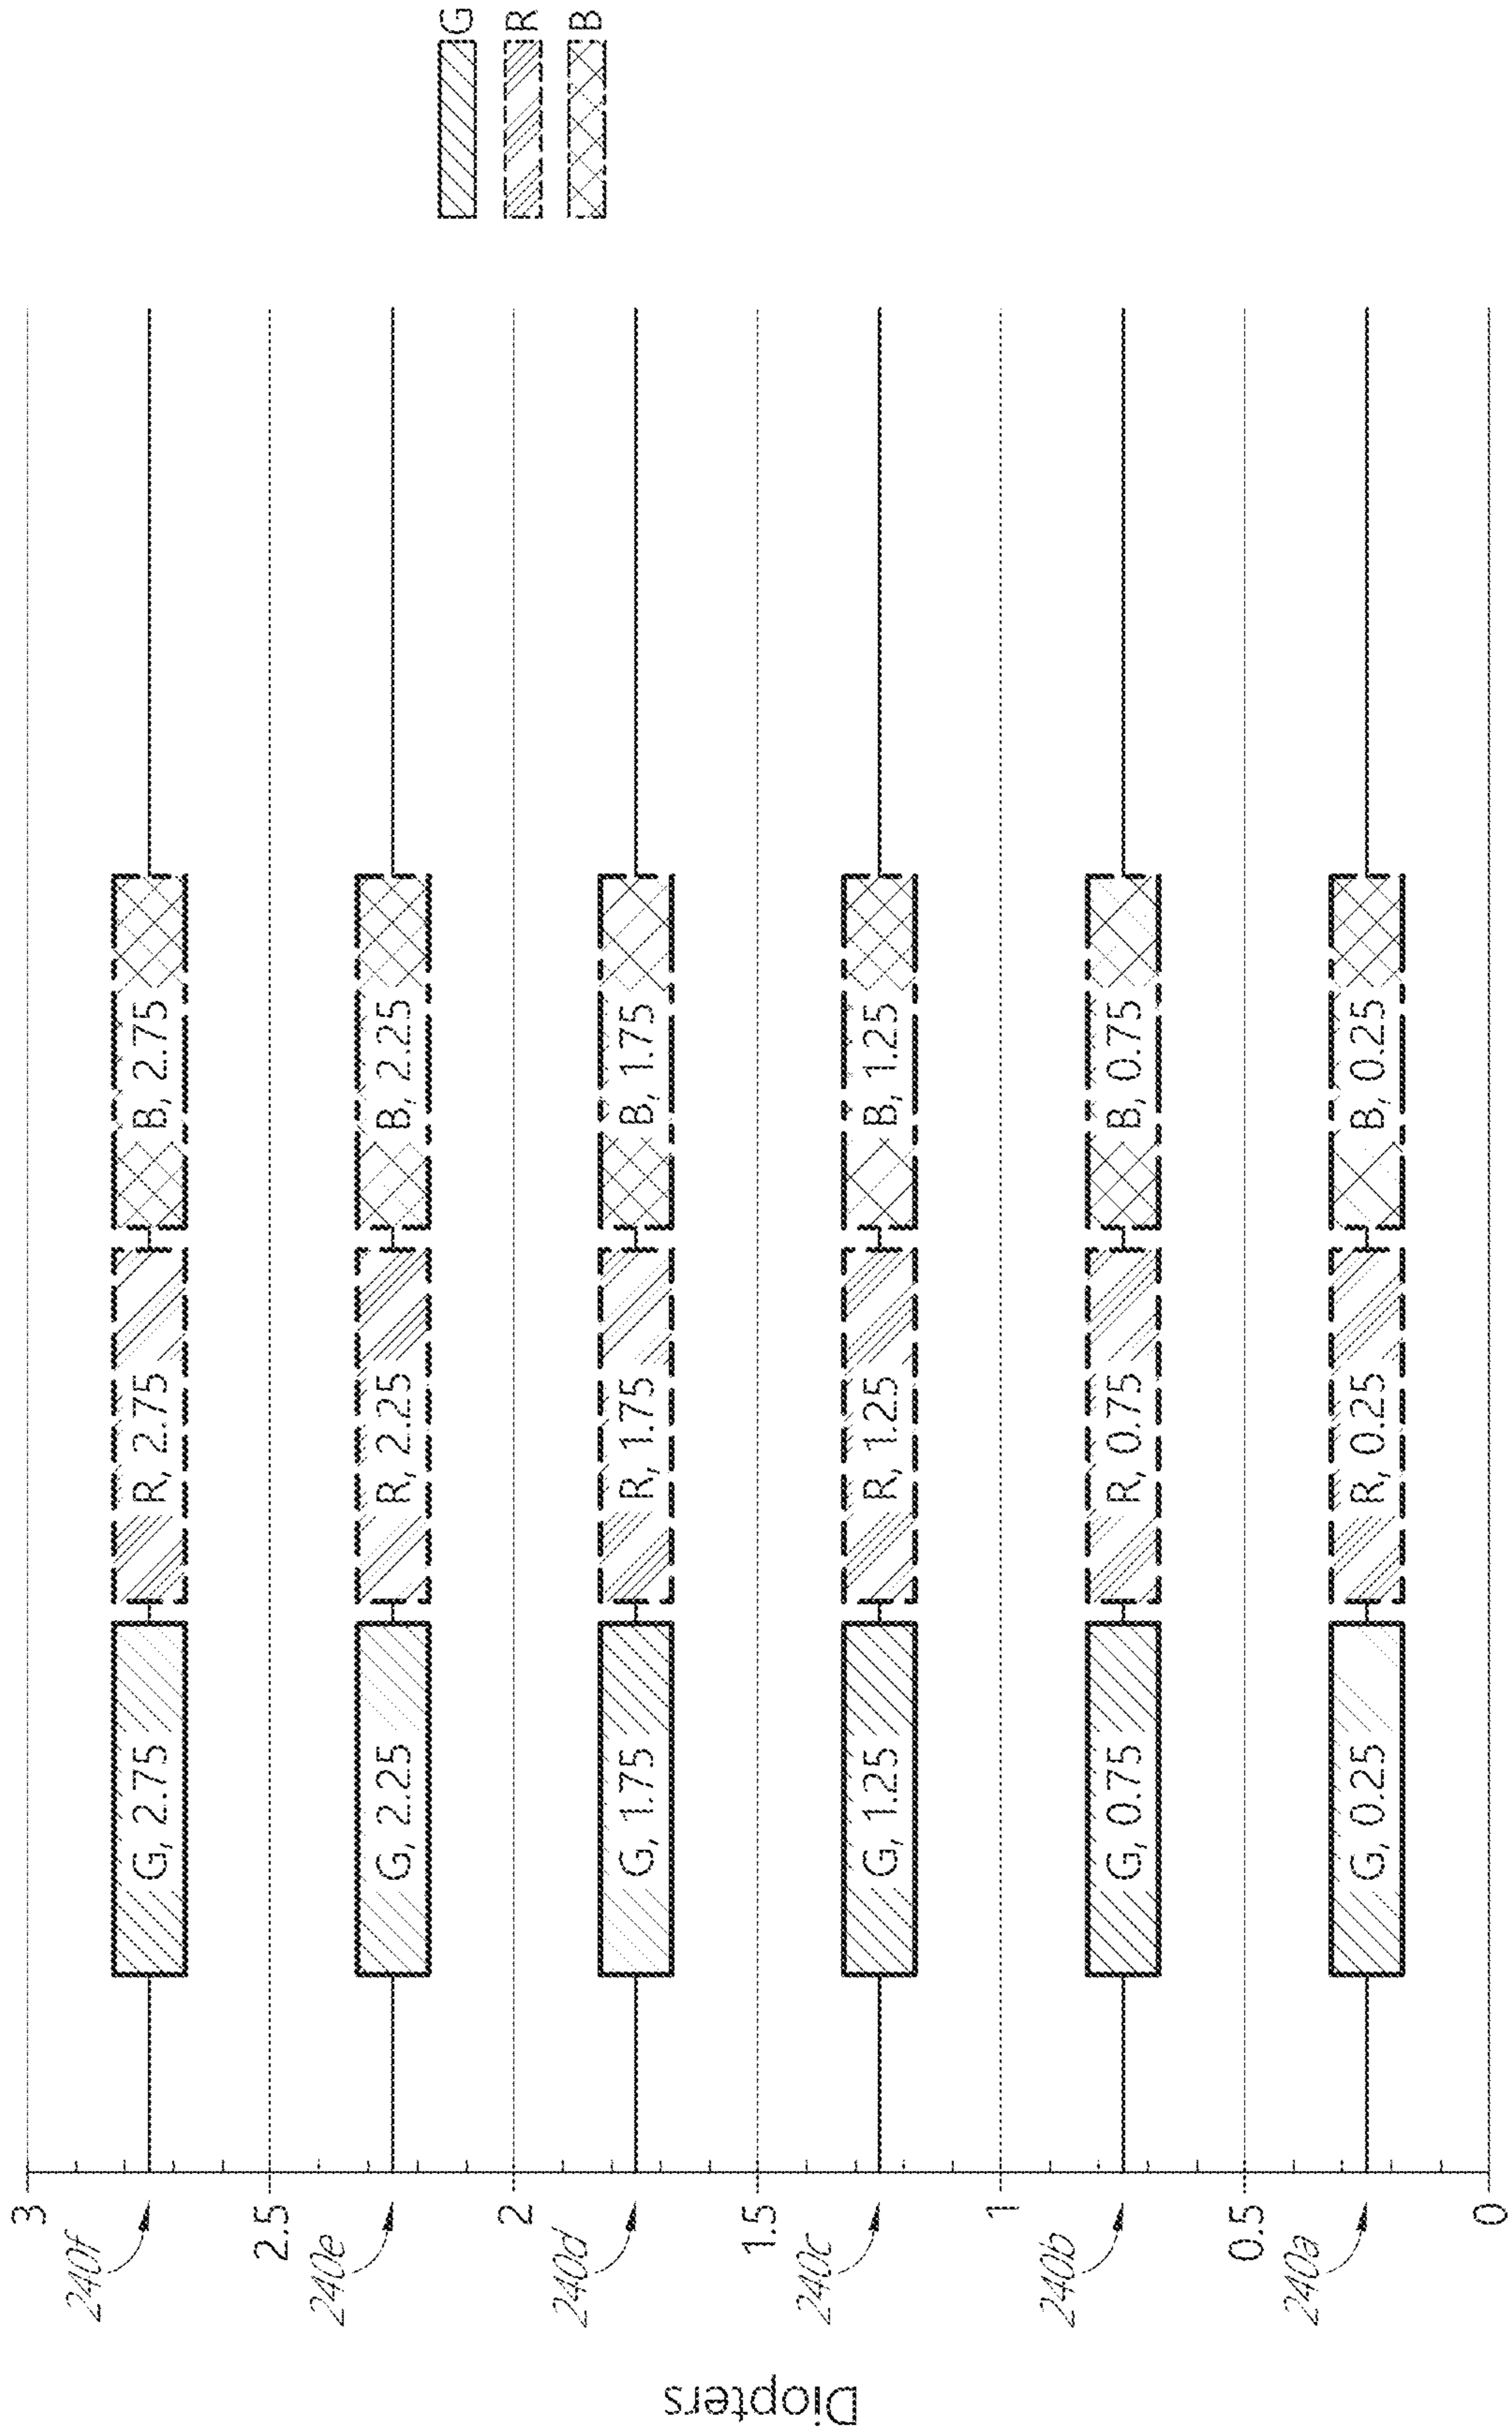 Diopters
3
240f
G, 2.75
R, 2.75
B, 2.75
2.5
240e
G, 2.25
R, 2.25
B, 2.25
2
240d
G, 1.75
R, 1.75
B, 1.75
1.5
240c
G, 1.25
R, 1.25
B, 1.25
1
240b
G, 0.75
R, 0.75
B, 0.75
0.5
240a
G, 0.25
R, 0.25
B, 0.25
0
G
R
B